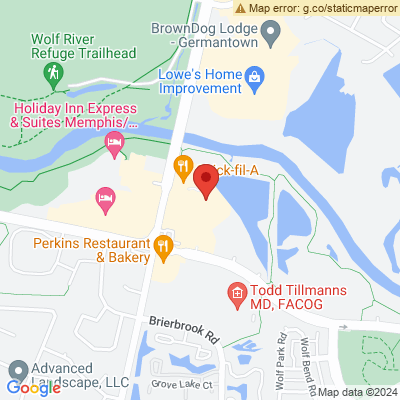 Map error: g.co/staticmaperror
BrownDog Lodge
- Germantown
Wolf River
Refuge Trailhead
Lowe's Home
Improvement
Holiday Inn Express
& Suites Memphis/...
ick-fil-A
Perkins Restaurant
& Bakery
Todd Tillmanns
MD, FACOG
Brierbrook Rd
Wolf Park Rd
Wolf Bend Rd
Advanced
Landscape, LLC
Grove Lake Ct
Google
Map data ©2024